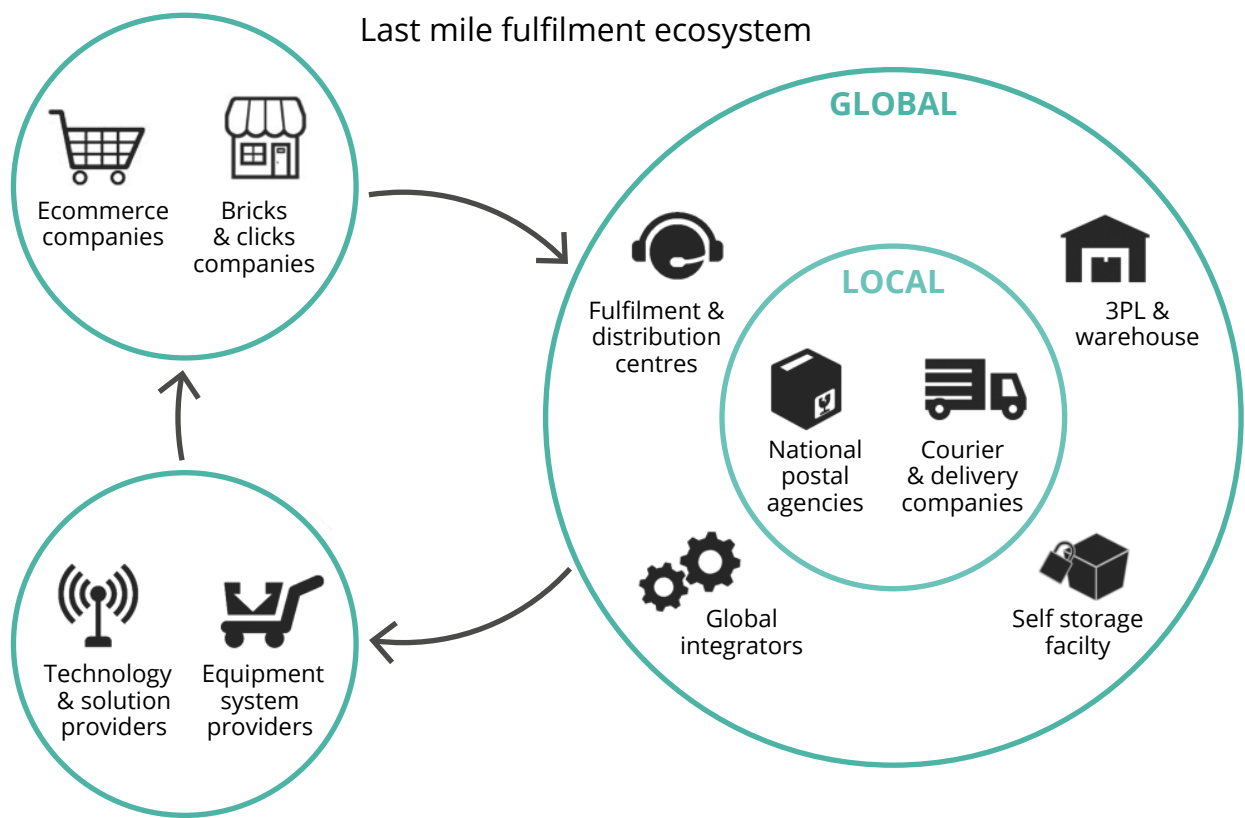 Last mile fulfilment ecosystem
Ecommerce
companies
Bricks
& clicks
companies
GLOBAL
Fulfilment &
distribution
centres
3PL &
warehouse
LOCAL
National
postal
agencies
Courier
& delivery
companies
Global
integrators
Self storage
facilty
Technology
& solution
providers
Equipment
system
providers